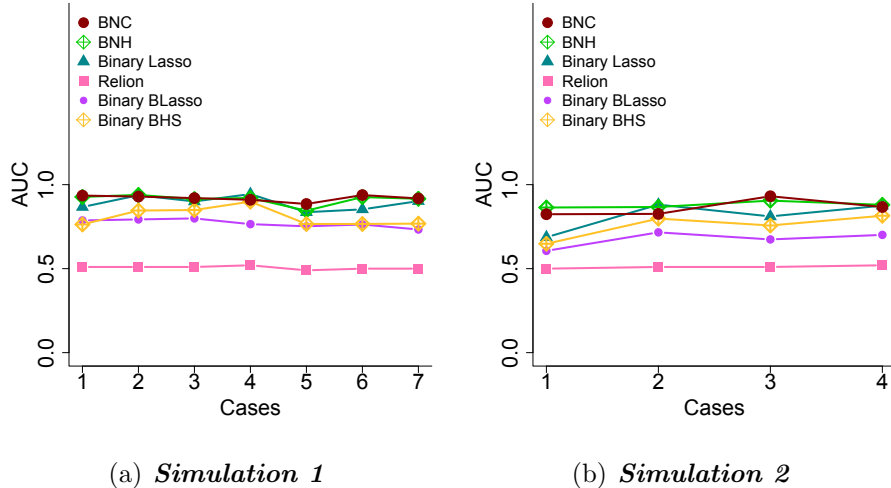 BNC
BNH
Binary Lasso
Relion
Binary BLasso
Binary BHS
AUC
1.0
0.5
0.0
1 2 3 4 5 6 7
Cases
(a) Simulation 1
BNC
BNH
Binary Lasso
Relion
Binary BLasso
Binary BHS
AUC
1.0
0.5
0.0
1 2 3 4
Cases
(b) Simulation 2